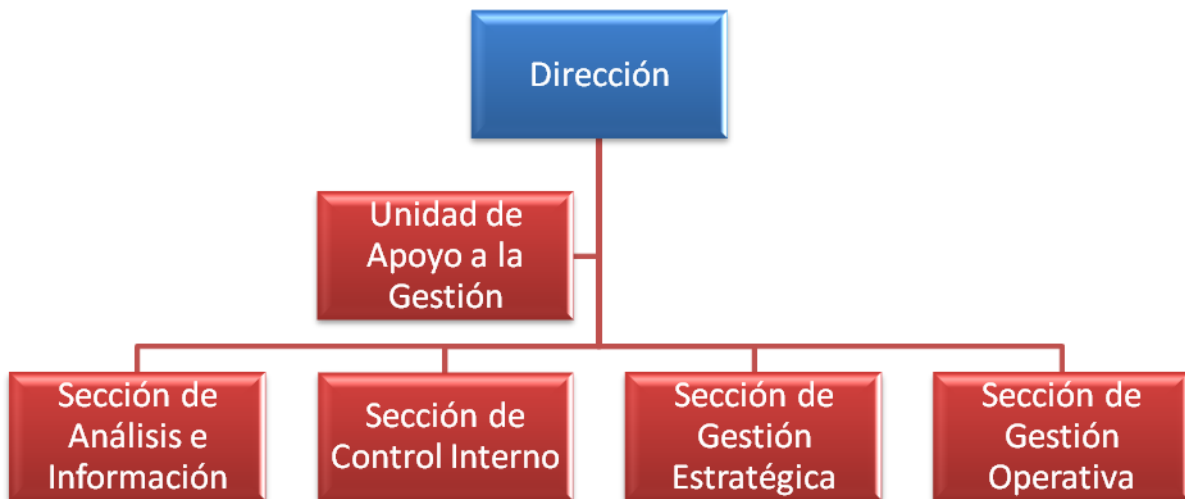 Dirección
Unidad de
Apoyo a la
Gestión
Sección de
Análisis e
Información
Sección de
Control Interno
Sección de
Gestión
Estratégica
Sección de
Gestión
Operativa